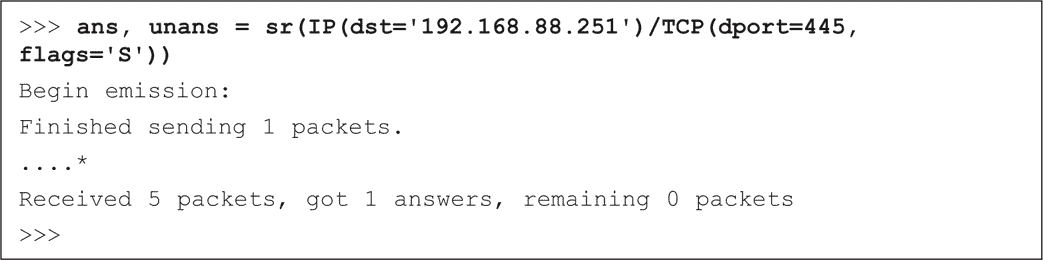 >>> ans, unans = sr(IP(dst='192.168.88.251')/TCP(dport=445,
flags='S'))
Begin emission:
Finished sending 1 packets.
....*
Received 5 packets, got 1 answers, remaining 0 packets
>>>